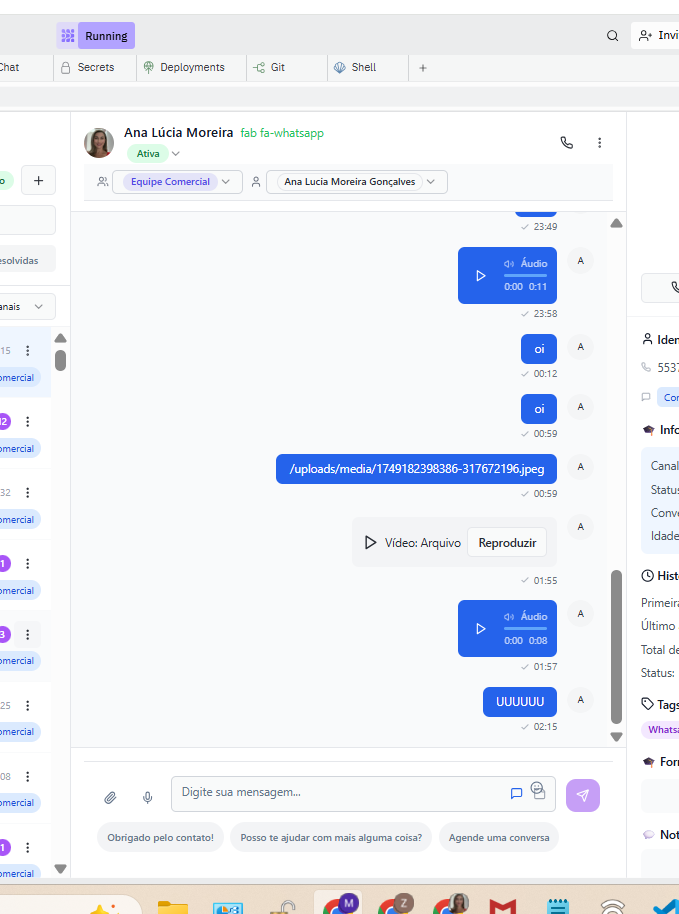 Running
Invi
Chat
Secrets
Deployments
Git
Shell
Ana Lúcia Moreira fab fa-whatsapp
Ativa
Equipe Comercial
Ana Lucia Moreira Gonçalves
o
esolvidas
anais
15
omercial
12
omercial
32
omercial
1
omercial
3
omercial
25
omercial
08
omercial
1
omercial
23:49
Áudio
A
0:00 0:11
23:58
oi
A
00:12
oi
A
00:59
/uploads/media/1749182398386-317672196.jpeg
A
00:59
Vídeo: Arquivo
Reproduzir
A
01:55
Áudio
A
0:00 0:08
01:57
UUUUUU
A
02:15
Digite sua mensagem...
Obrigado pelo contato!
Posso te ajudar com mais alguma coisa?
Agende uma conversa
Iden
5537
Con
Info
Canal
Status
Conve
Idade
Histó
Primeira
Último
Total de
Status:
Tags
Whatsa
Form
Not
M
Z